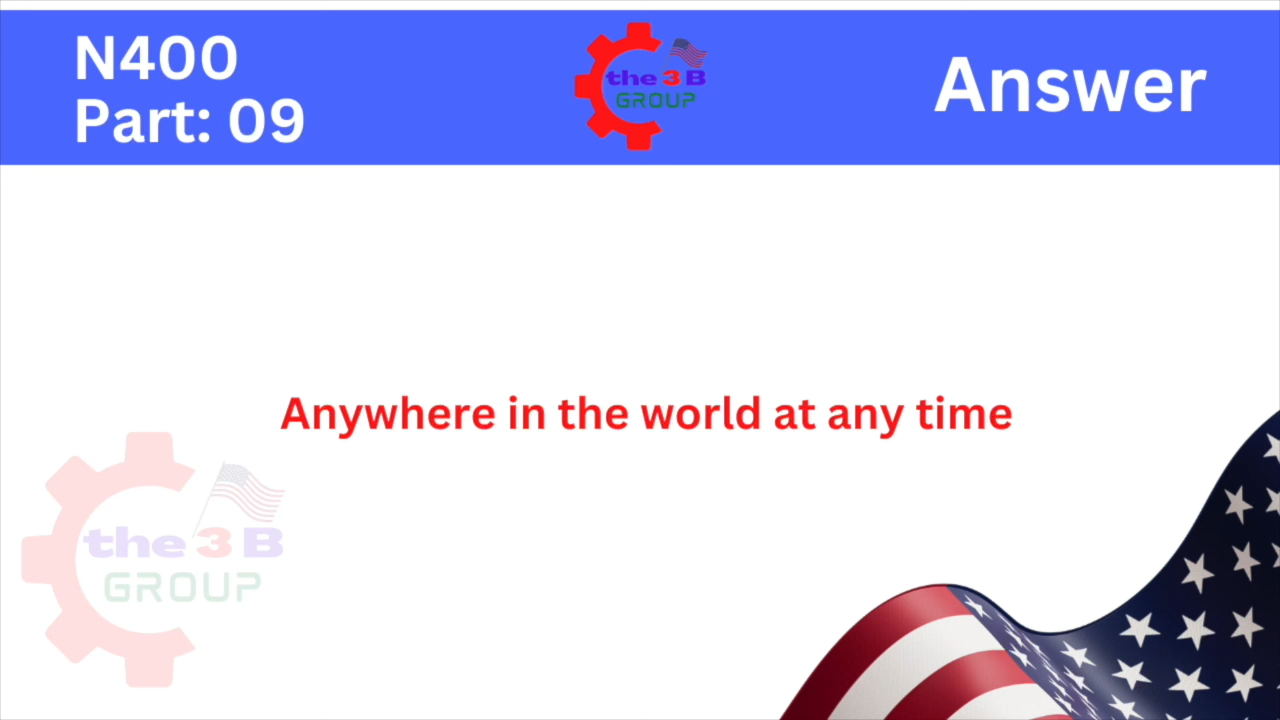 N400
Part: 09
the 3 B
GROUP
Answer
Anywhere in the world at any time
the 3 B
GROUP